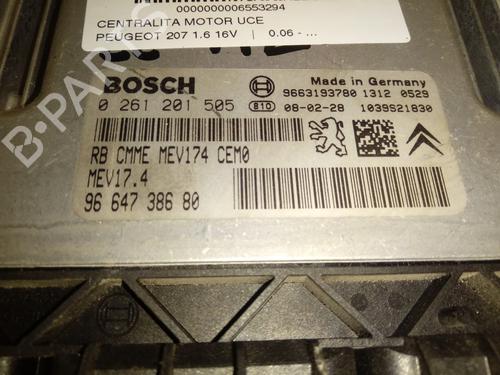 0000000006553294
CENTRALITA MOTOR UCE
PEUGEOT 207 1.6 16V | 0.06 - ...
BOSCH
Made in Germany
9663193780 1312 0529
0 261 201 505 810 08-02-28 1039S21830
RB CMME MEV174 CEM0
MEV17.4
96 647 386 80
B-PARTS